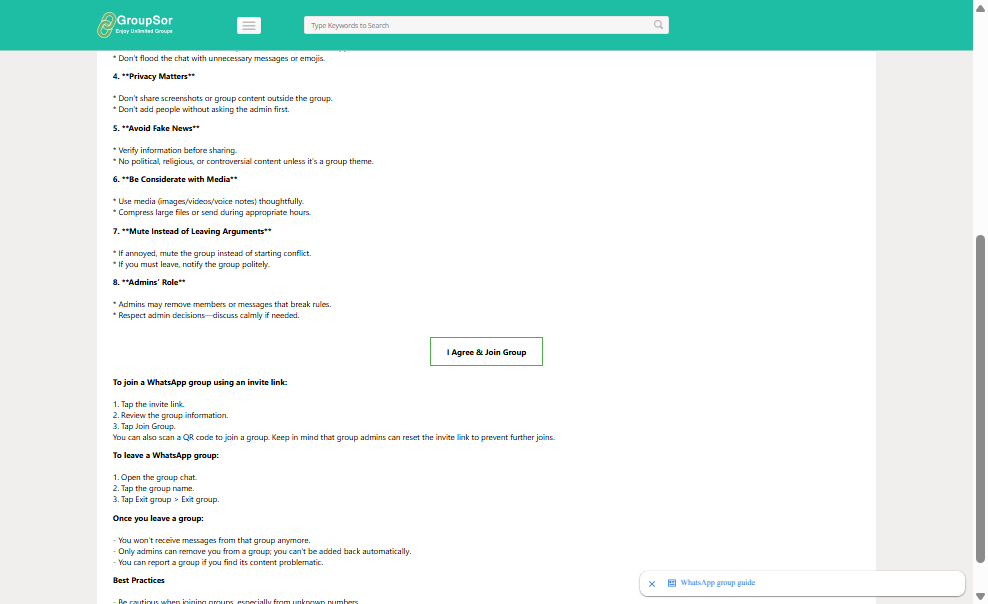 GroupSor
Enjoy Unlimited Groups
Type Keywords to Search
* Don't flood the chat with unnecessary messages or emojis.
4. **Privacy Matters**
* Don't share screenshots or group content outside the group.
* Don't add people without asking the admin first.
5. **Avoid Fake News**
* Verify information before sharing.
* No political, religious, or controversial content unless it's a group theme.
6. **Be Considerate with Media**
* Use media (images/videos/voice notes) thoughtfully.
* Compress large files or send during appropriate hours.
7. **Mute Instead of Leaving Arguments**
* If annoyed, mute the group instead of starting conflict.
* If you must leave, notify the group politely.
8. **Admins' Role**
* Admins may remove members or messages that break rules.
* Respect admin decisions—discuss calmly if needed.
I Agree & Join Group
To join a WhatsApp group using an invite link:
1. Tap the invite link.
2. Review the group information.
3. Tap Join Group.
You can also scan a QR code to join a group. Keep in mind that group admins can reset the invite link to prevent further joins.
To leave a WhatsApp group:
1. Open the group chat.
2. Tap the group name.
3. Tap Exit group > Exit group.
Once you leave a group:
- You won't receive messages from that group anymore.
- Only admins can remove you from a group; you can't be added back automatically.
- You can report a group if you find its content problematic.
Best Practices
- Be cautious when joining groups, especially from unknown numbers.
WhatsApp group guide